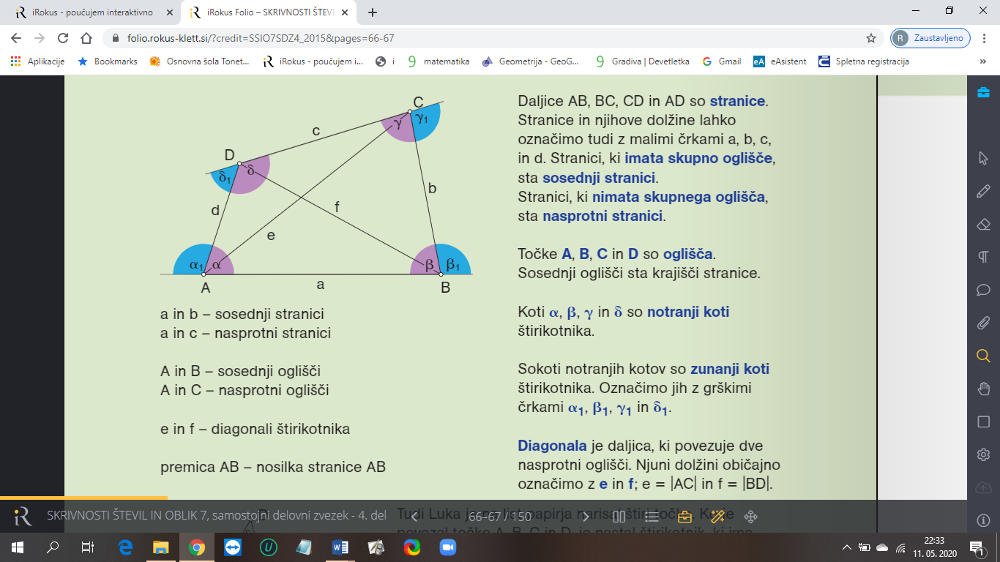 iRokus - poučujem interaktivno
iRokus Folio – SKRIVNOSTI ŠTEVI
folio.rokus-klett.si/?credit=SSIO7SDZ4_2015&pages=66-67
R Zaustavljeno
Aplikacije
Bookmarks
Osnovna šola Tonet...
iRokus - poučujem i...
i
matematika
Geometrija - GeoG...
Gradiva | Devetletka
Gmail
eAsistent
Spletna registracija
»
C
γ
γ₁
c
D
δ
δ₁
b
d
f
e
α₁
α
β
β₁
A
a
B
a in b – sosednji stranici
a in c – nasprotni stranici
A in B – sosednji oglišči
A in C – nasprotni oglišči
e in f – diagonali štirikotnika
premica AB – nosilka stranice AB
Daljice AB, BC, CD in AD so stranice.
Stranice in njihove dolžine lahko
označimo tudi z malimi črkami a, b, c,
in d. Stranici, ki imata skupno oglišče,
sta sosednji stranici.
Stranici, ki nimata skupnega oglišča,
sta nasprotni stranici.
Točke A, B, C in D so oglišča.
Sosednji oglišči sta krajišči stranice.
Koti α, β, γ in δ so notranji koti
štirikotnika.
Sokoti notranjih kotov so zunanji koti
štirikotnika. Označimo jih z grškimi
črkami α₁, β₁, γ₁ in δ₁.
Diagonala je daljica, ki povezuje dve
nasprotni oglišči. Njuni dolžini običajno
označimo z e in f; e = |AC| in f = |BD|.
SKRIVNOSTI ŠTEVIL IN OBLIK 7, samostojni delovni zvezek - 4. del
66–67 / 150
Tudi Luka je na list papirja narisal štiri točke. Ko je
povezal točke A, B, C in D, je nastal štirikotnik, ki ima
22:33
11. 05. 2020
1